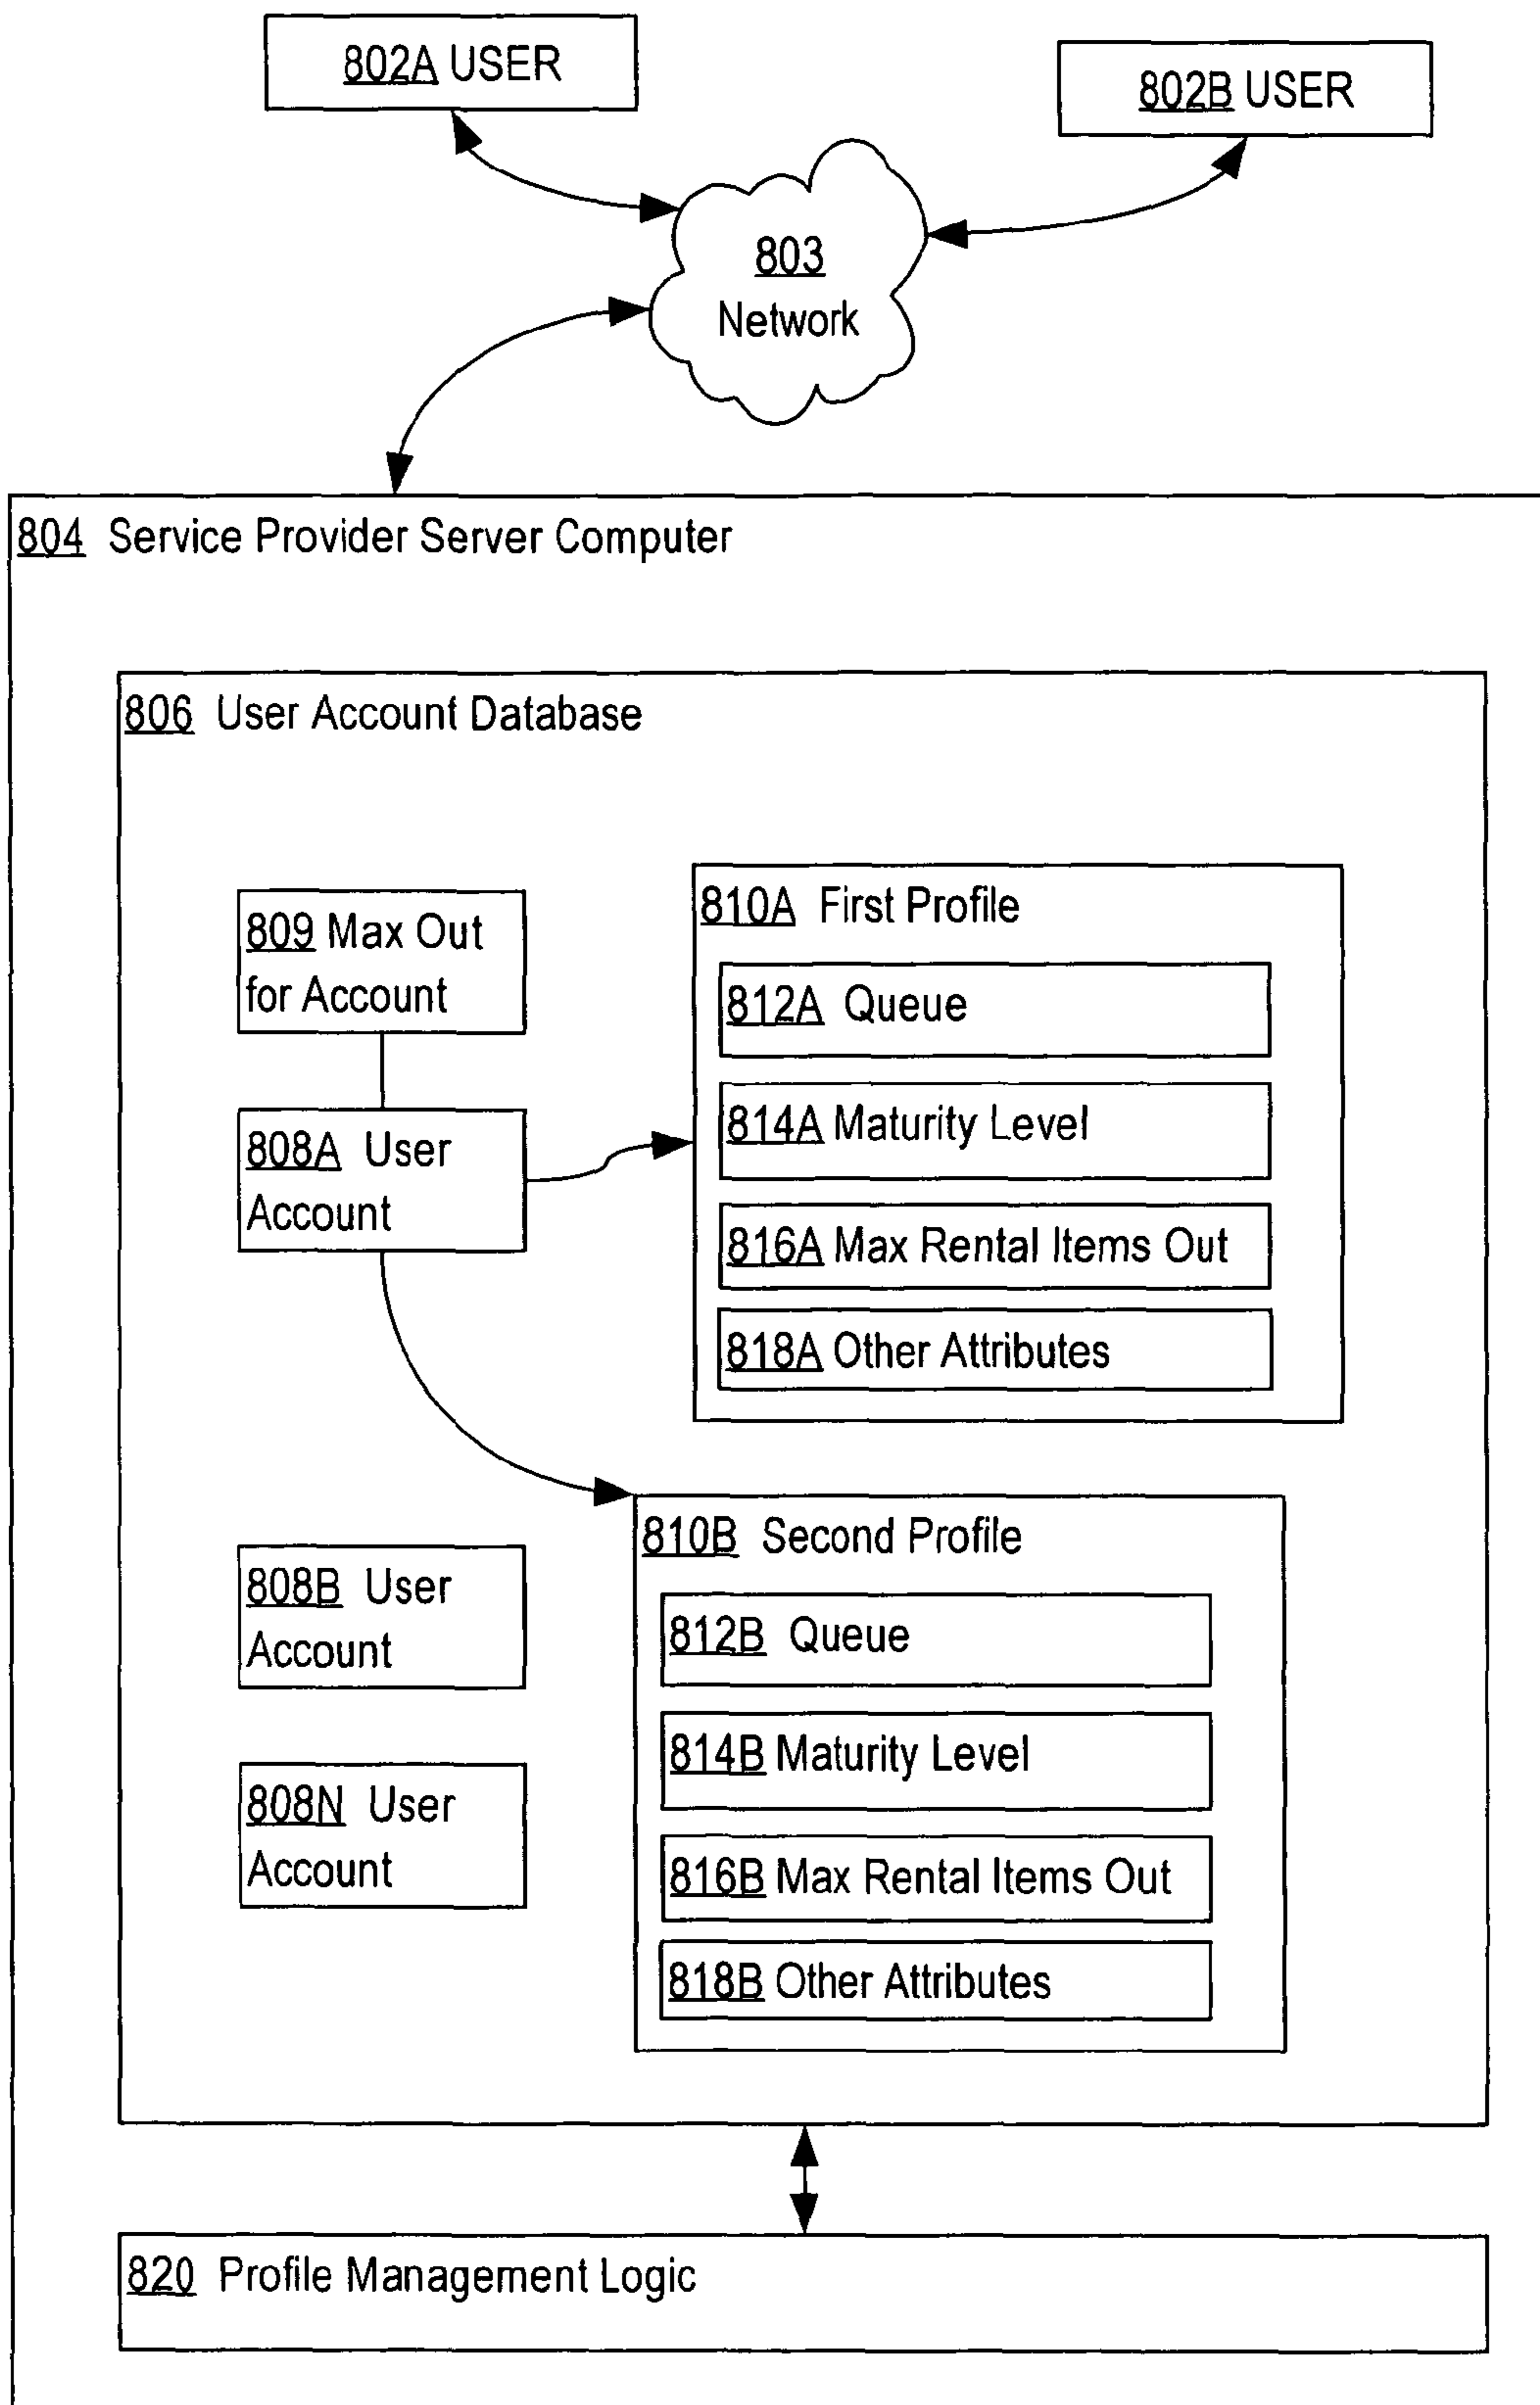 802A USER
802B USER
803
Network
804 Service Provider Server Computer
806 User Account Database
809 Max Out
for Account
808A User
Account
810A First Profile
812A Queue
814A Maturity Level
816A Max Rental Items Out
818A Other Attributes
808B User
Account
808N User
Account
810B Second Profile
812B Queue
814B Maturity Level
816B Max Rental Items Out
818B Other Attributes
820 Profile Management Logic